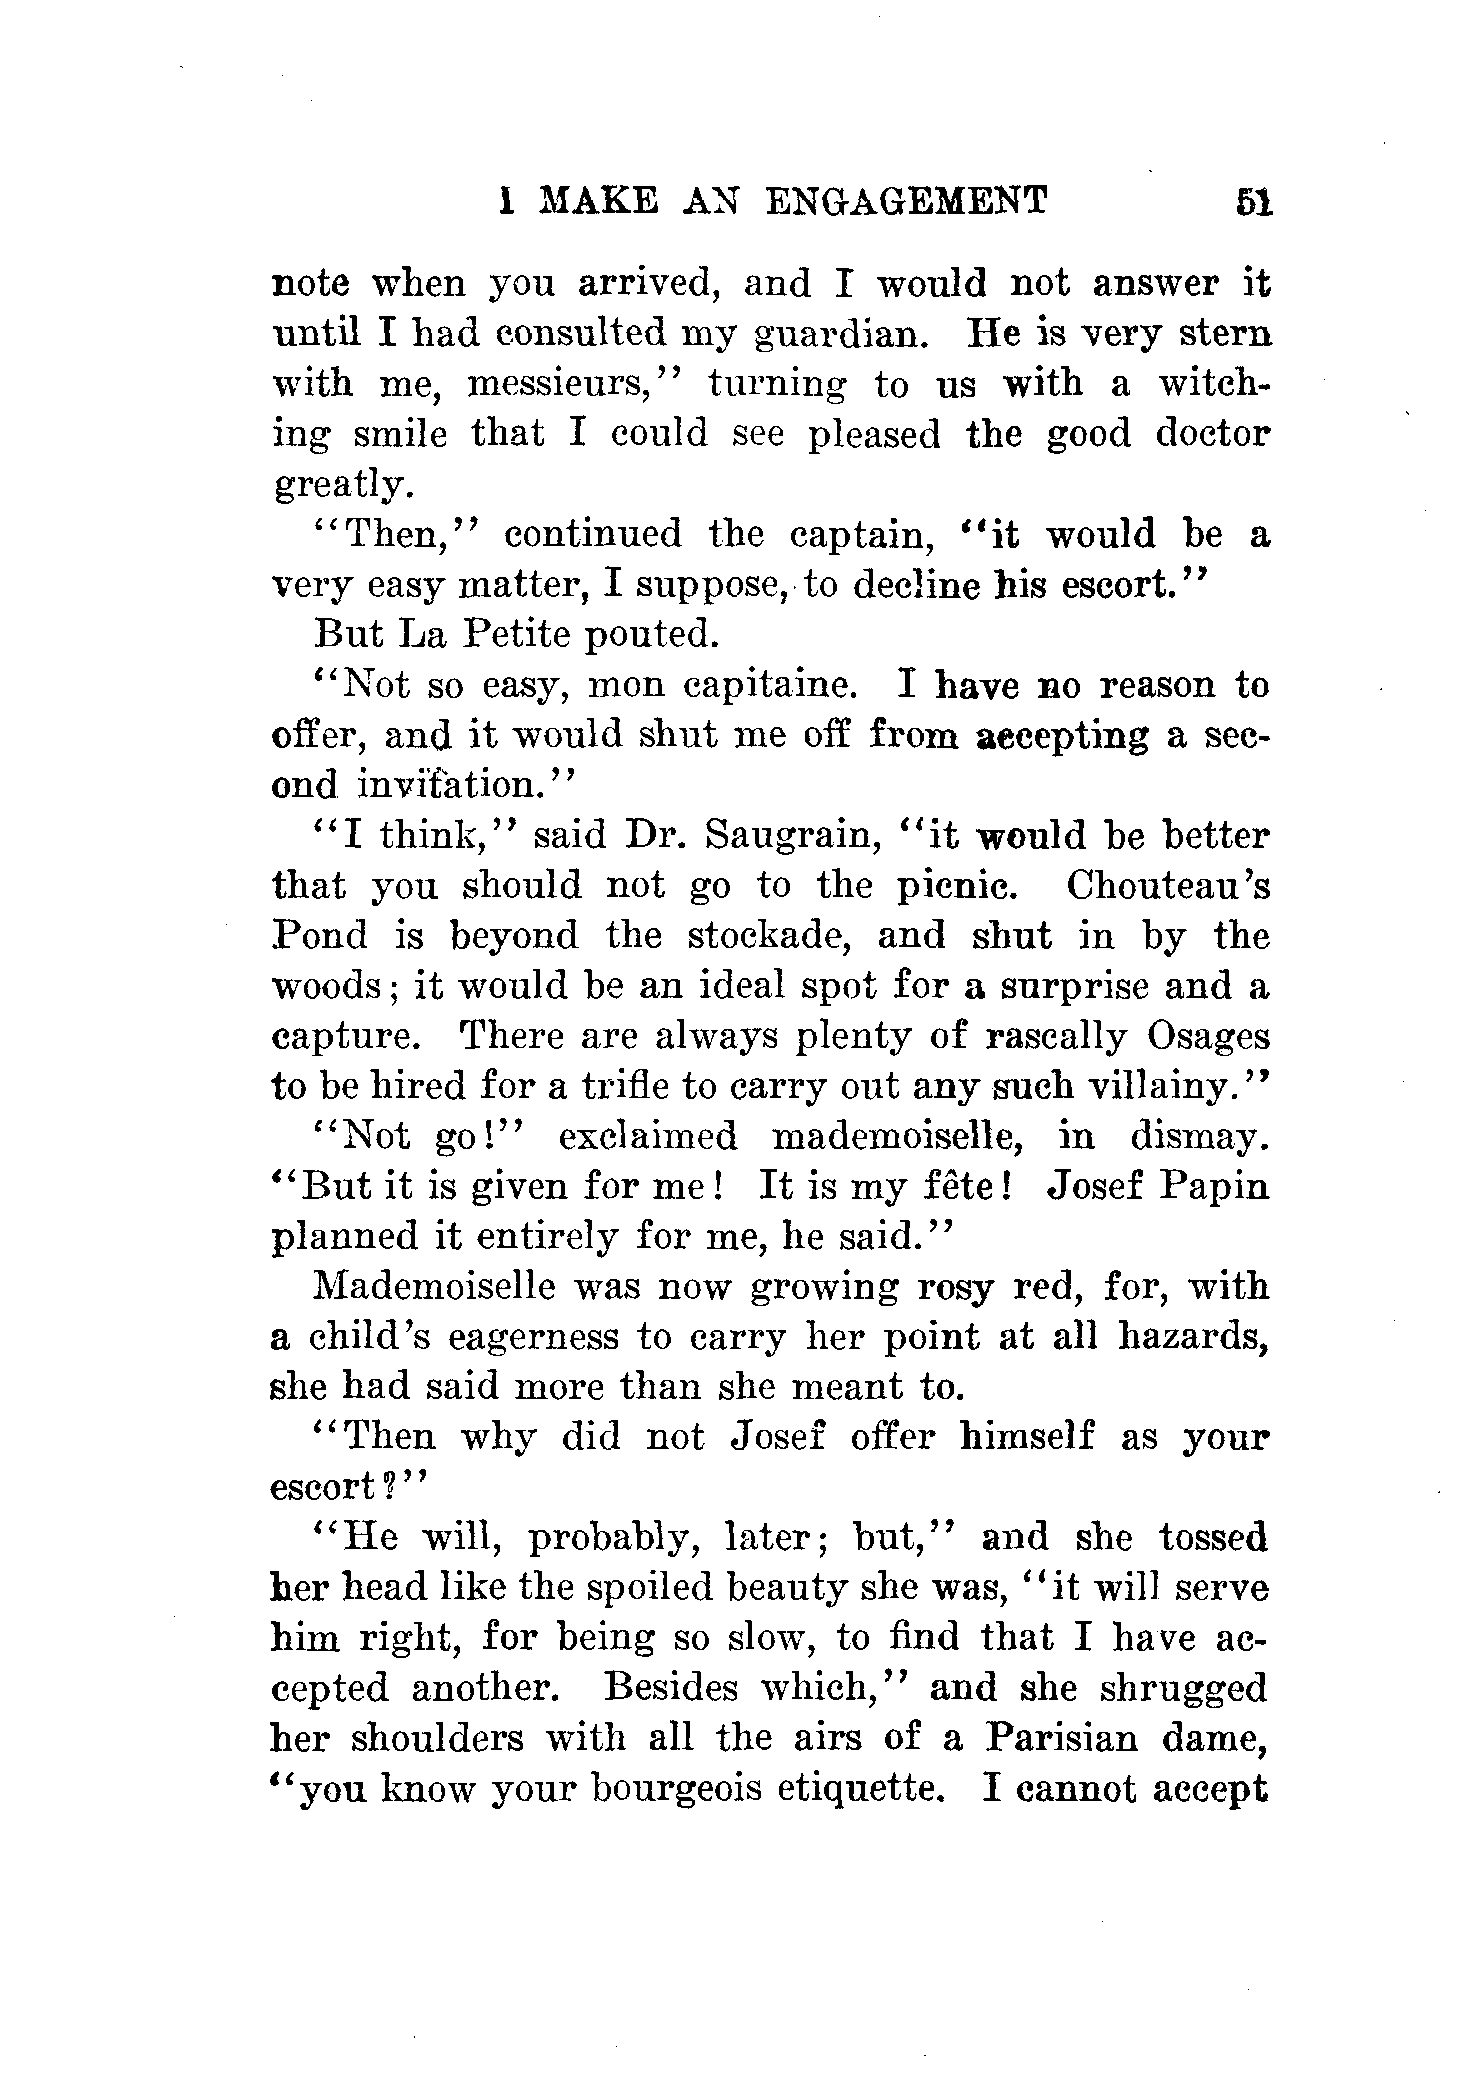 I MAKE AN ENGAGEMENT 51
note when you arrived, and I would not answer it
until I had consulted my guardian. He is very stern
with me, messieurs," turning to us with a witch-
ing smile that I could see pleased the good doctor
greatly.
"Then," continued the captain, "it would be a
very easy matter, I suppose, to decline his escort."
But La Petite pouted.
"Not so easy, mon capitaine. I have no reason to
offer, and it would shut me off from accepting a sec-
ond invitation."
"I think," said Dr. Saugrain, "it would be better
that you should not go to the picnic. Chouteau's
Pond is beyond the stockade, and shut in by the
woods; it would be an ideal spot for a surprise and a
capture. There are always plenty of rascally Osages
to be hired for a trifle to carry out any such villainy."
"Not go!" exclaimed mademoiselle, in dismay.
"But it is given for me! It is my fête! Josef Papin
planned it entirely for me, he said."
Mademoiselle was now growing rosy red, for, with
a child's eagerness to carry her point at all hazards,
she had said more than she meant to.
"Then why did not Josef offer himself as your
escort?"
"He will, probably, later; but," and she tossed
her head like the spoiled beauty she was, "it will serve
him right, for being so slow, to find that I have ac-
cepted another. Besides which," and she shrugged
her shoulders with all the airs of a Parisian dame,
"you know your bourgeois etiquette. I cannot accept